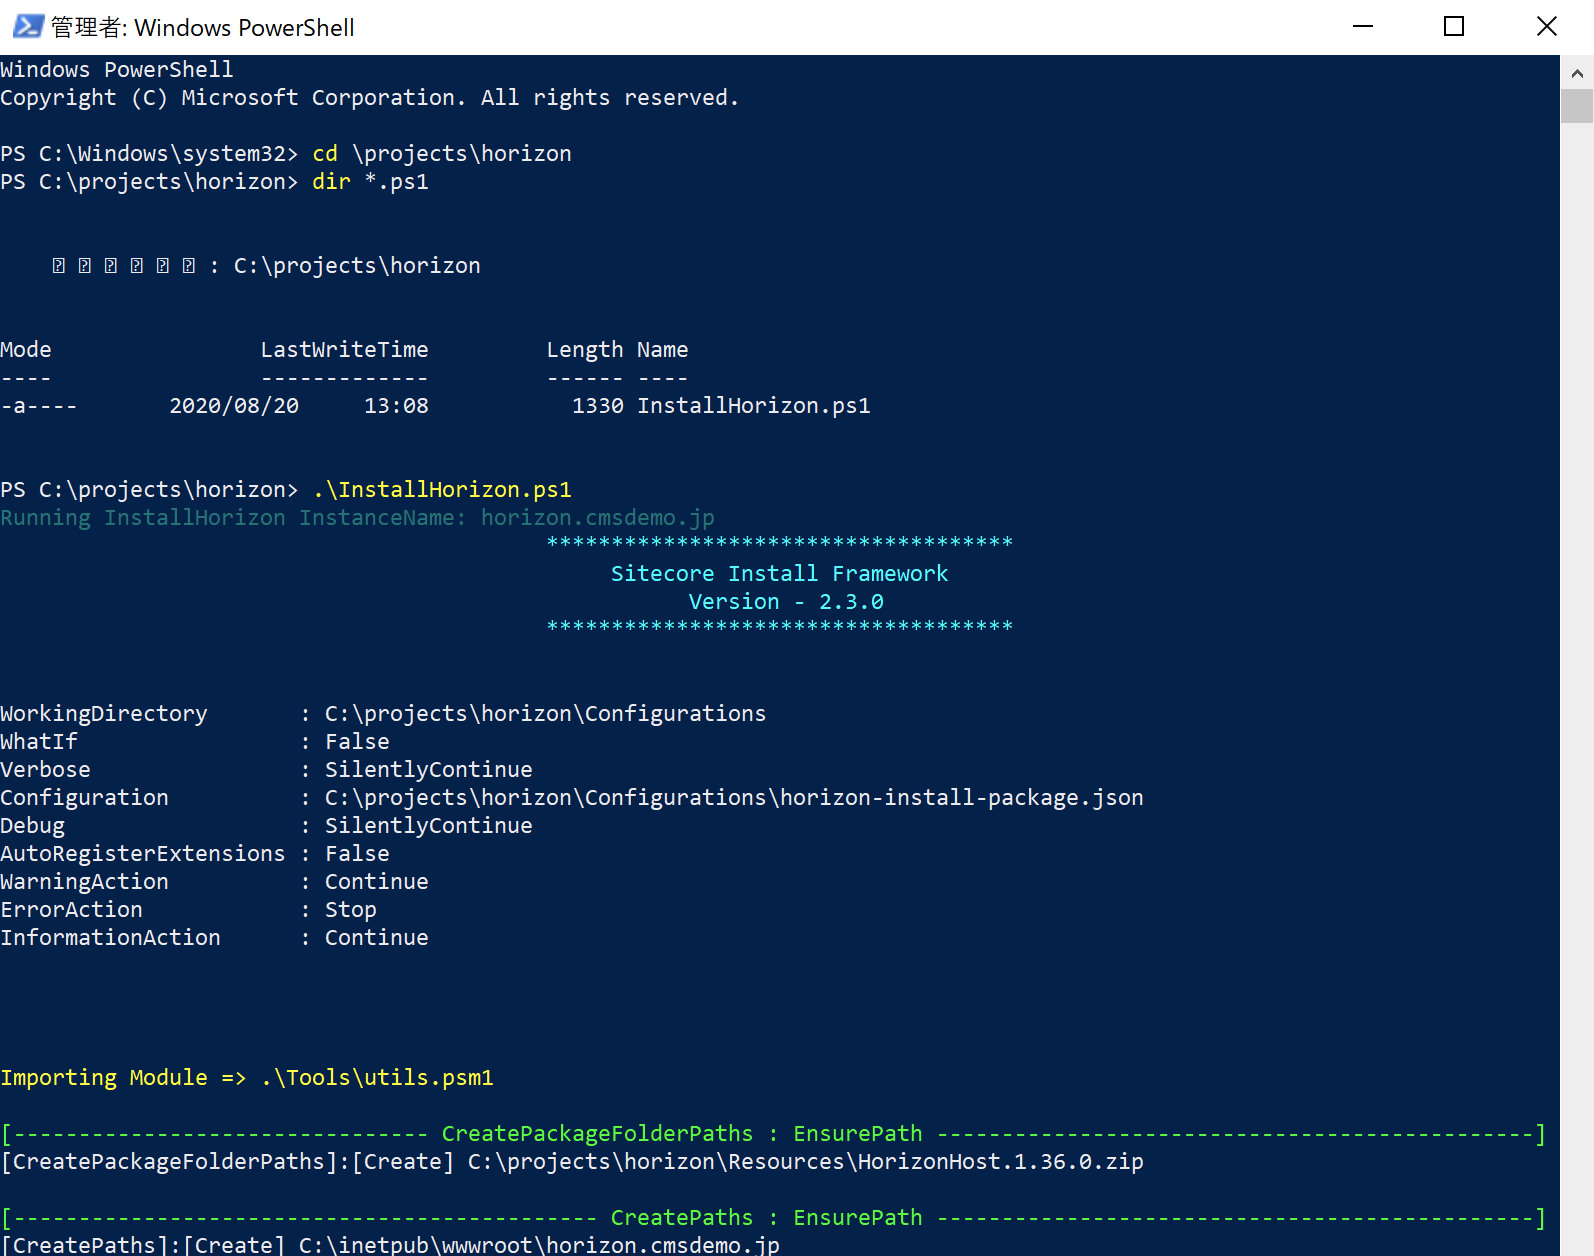 管理者: Windows PowerShell
Windows PowerShell
Copyright (C) Microsoft Corporation. All rights reserved.
PS C:\Windows\system32> cd \projects\horizon
PS C:\projects\horizon> dir *.ps1
: C:\projects\horizon
Mode LastWriteTime Length Name
---- ------------- ------ ----
-a---- 2020/08/20 13:08 1330 InstallHorizon.ps1
PS C:\projects\horizon> .\InstallHorizon.ps1
Running InstallHorizon InstanceName: horizon.cmsdemo.jp
************************************
Sitecore Install Framework
Version - 2.3.0
************************************
WorkingDirectory : C:\projects\horizon\Configurations
WhatIf : False
Verbose : SilentlyContinue
Configuration : C:\projects\horizon\Configurations\horizon-install-package.json
Debug : SilentlyContinue
AutoRegisterExtensions : False
WarningAction : Continue
ErrorAction : Stop
InformationAction : Continue
Importing Module => .\Tools\utils.psm1
[-------------------------------- CreatePackageFolderPaths : EnsurePath ----------------------------------------------]
[CreatePackageFolderPaths]:[Create] C:\projects\horizon\Resources\HorizonHost.1.36.0.zip
[--------------------------------------------- CreatePaths : EnsurePath ----------------------------------------------]
[CreatePaths]:[Create] C:\inetpub\wwwroot\horizon.cmsdemo.jp